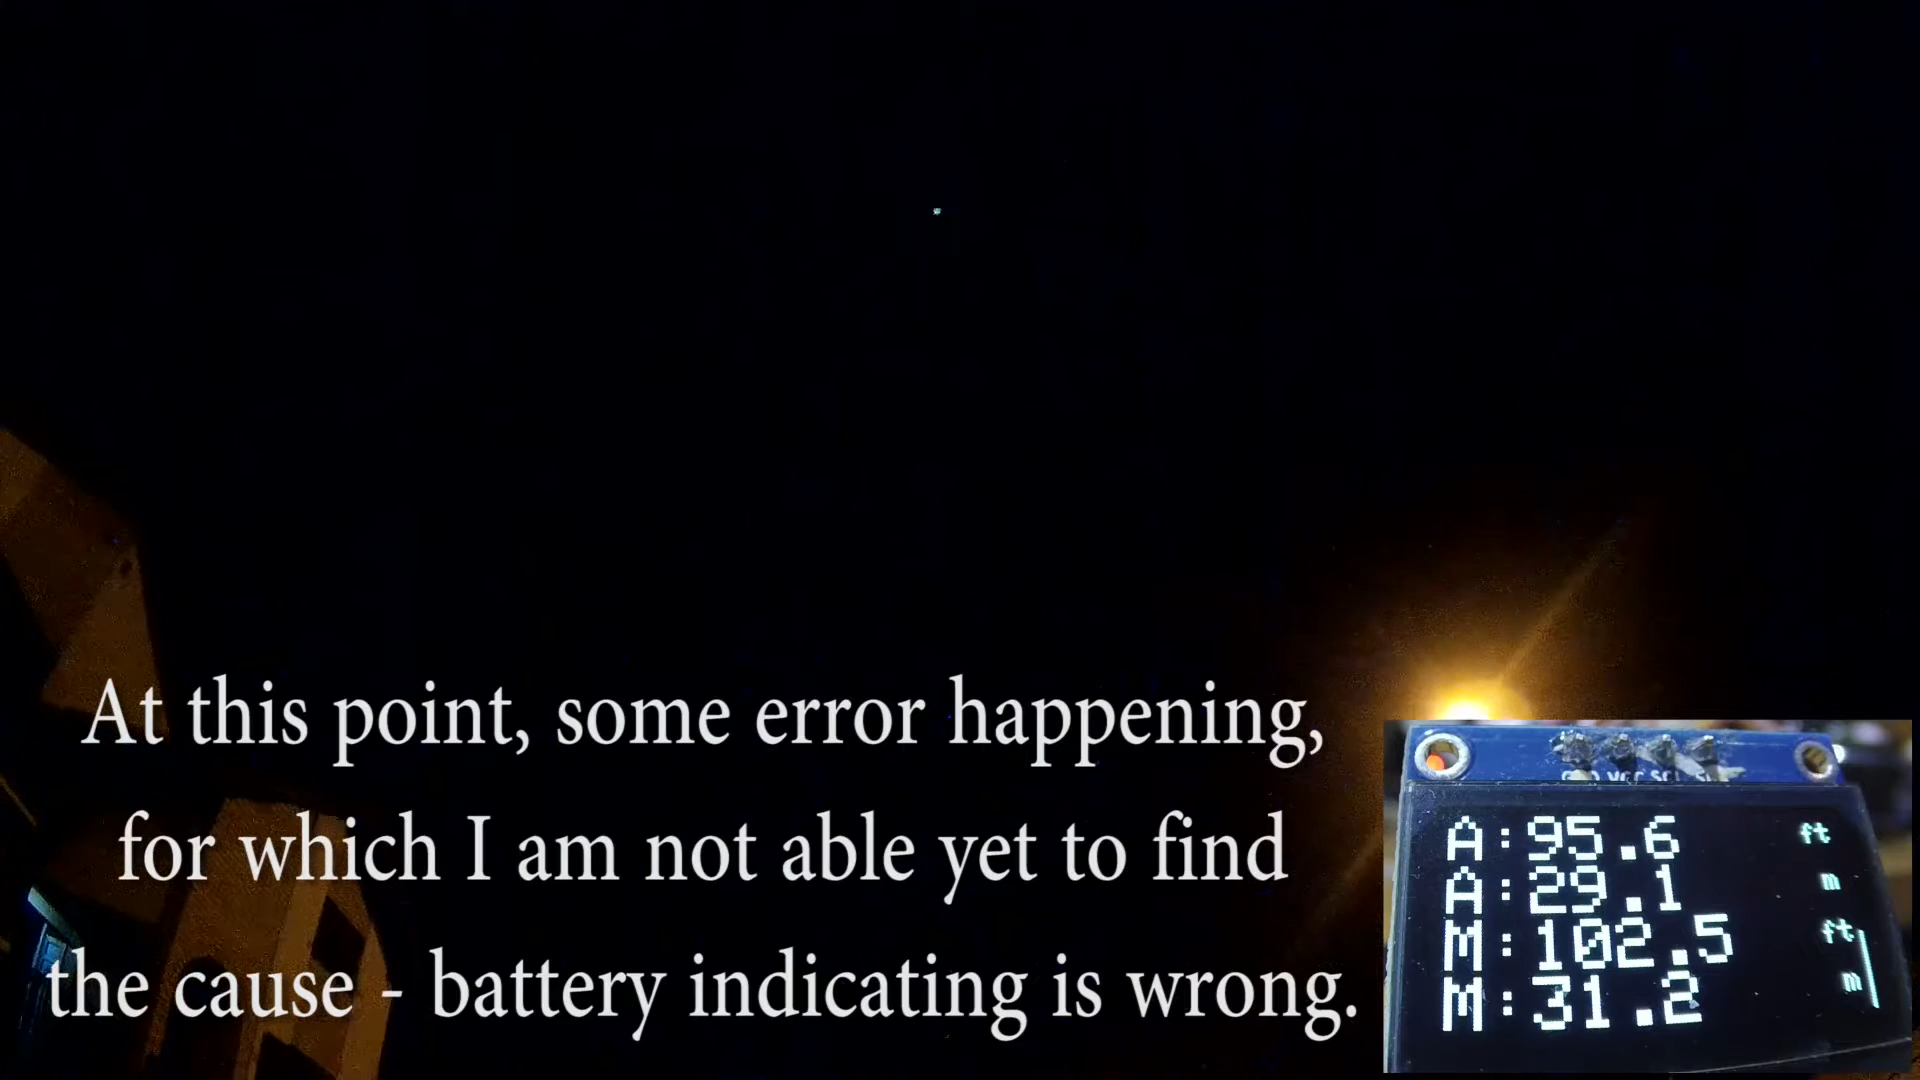 At this point, some error happening,
for which I am not able yet to find
the cause - battery indicating is wrong.
VCC
A:95.6 ft
A:29.1 m
M:102.5 ft
M:31.2 m